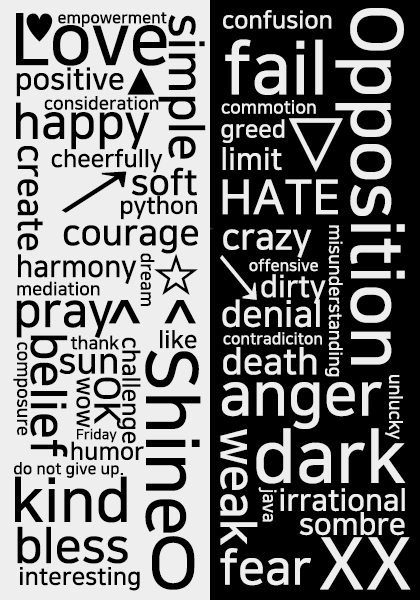 empowerment
Love
simple
positive
consideration
happy
cheerfully
create
soft
python
courage
harmony
dream
mediation
pray^^
thank
like
composure
belief
sun
wow
OK
challenge
Friday
humor
ShineO
do not give up.
kind
bless
interesting
confusion
Opposition
fail
commotion
greed
limit
HATE
crazy
misunderstanding
offensive
dirty
denial
contradiciton
death
anger
unlucky
weak
dark
java
irrational
sombre
fear XX